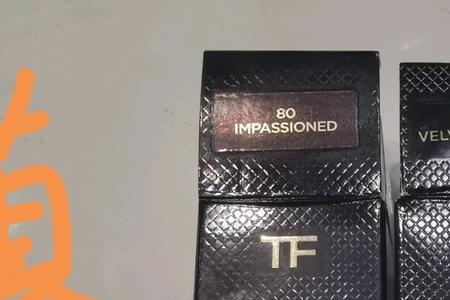 80
IMPASSIONED
VELV
TF